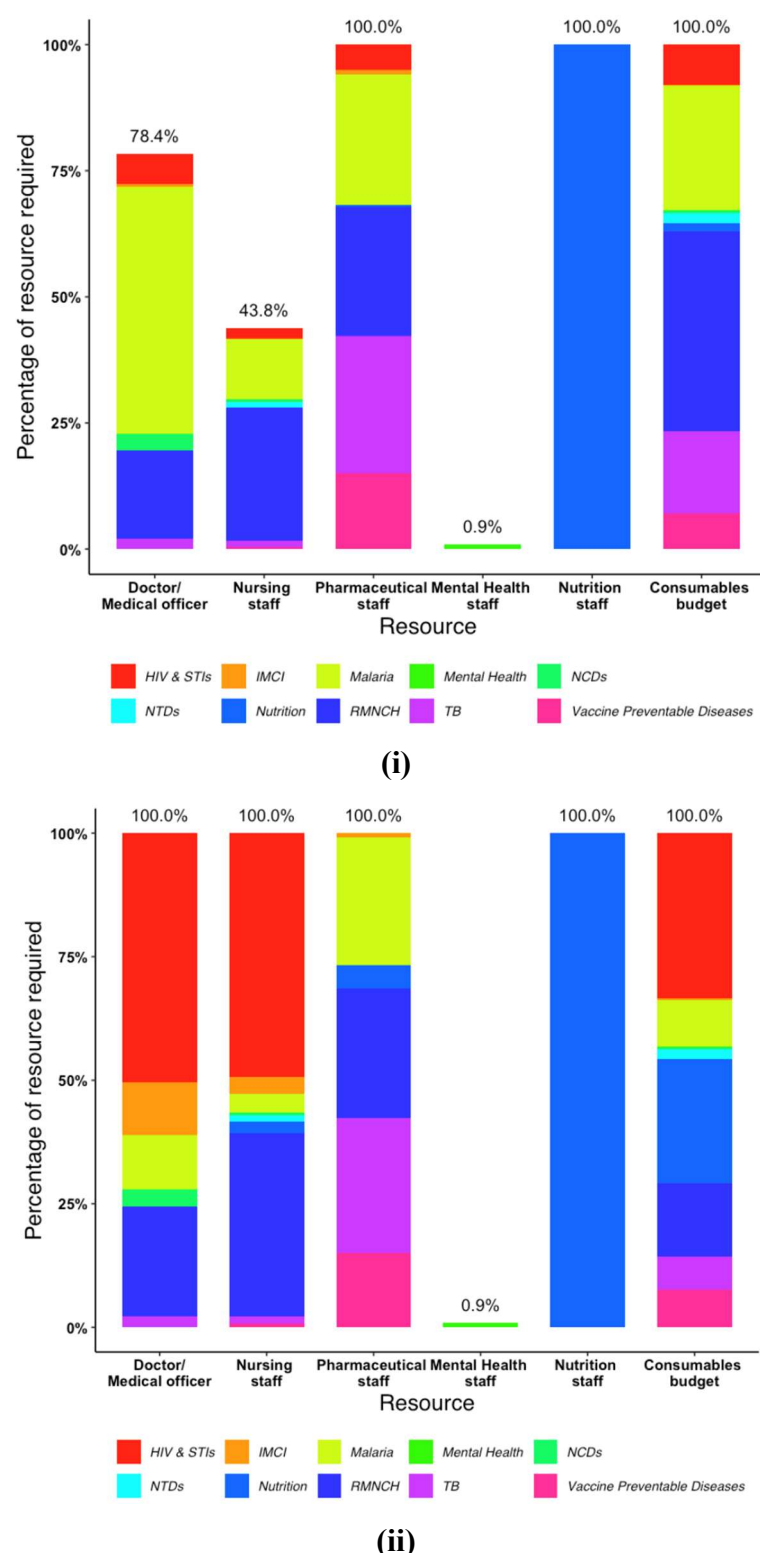 100.0%
100.0%
100.0%
100%
78.4%
75%
50%
43.8%
25%
0.9%
0%
Percentage of resource required
Doctor/
Medical officer
Nursing
staff
Pharmaceutical
staff
Mental Health
staff
Nutrition
staff
Consumables
budget
Resource
HIV & STIs
IMCI
Malaria
Mental Health
NCDs
NTDs
Nutrition
RMNCH
TB
Vaccine Preventable Diseases
(i)
100.0%
100.0%
100.0%
100.0%
100.0%
100%
75%
50%
25%
0.9%
0%
Percentage of resource required
Doctor/
Medical officer
Nursing
staff
Pharmaceutical
staff
Mental Health
staff
Nutrition
staff
Consumables
budget
Resource
HIV & STIs
IMCI
Malaria
Mental Health
NCDs
NTDs
Nutrition
RMNCH
TB
Vaccine Preventable Diseases
(ii)